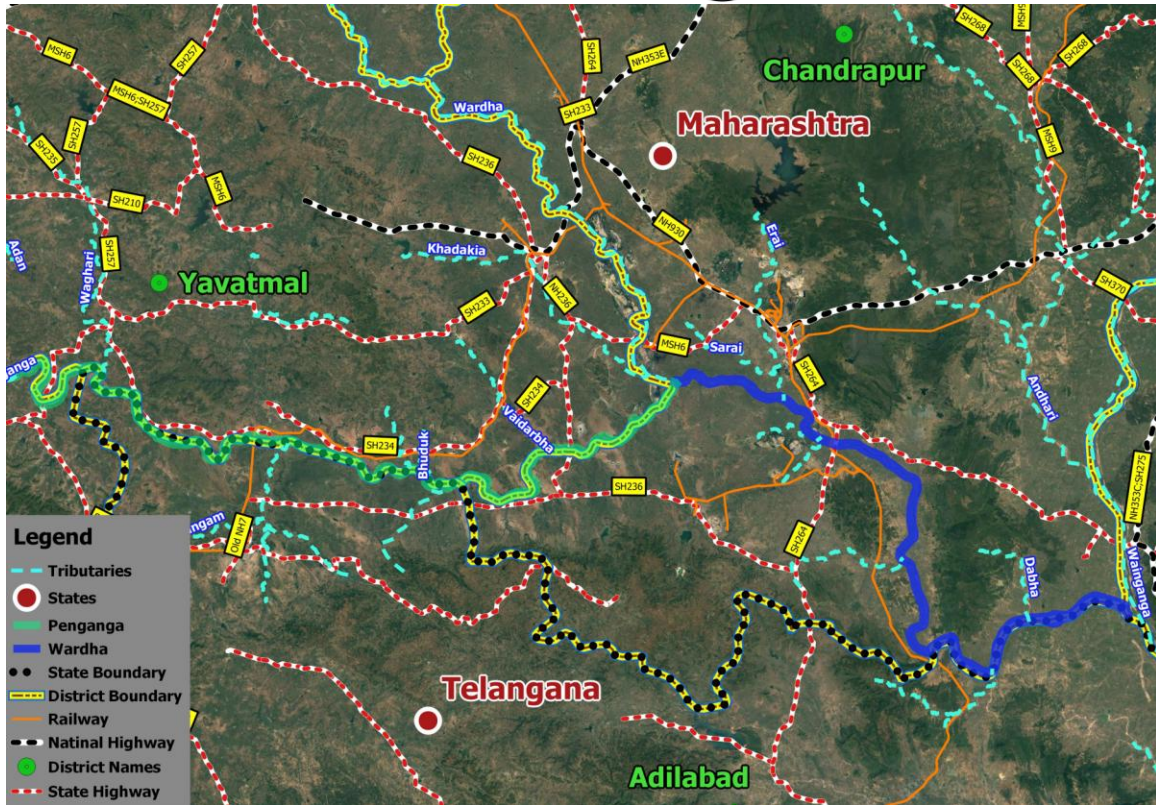 MSH6
SH257
SH264
NH353E
SH268
MSH9
SH268
SH268
Chandrapur
MSH6;SH257
Wardha
SH233
SH257
SH235
SH236
Maharashtra
MSH9
MSH6
SH210
NH930
Erai
Adan
Waghari
SH257
Khadakia
Yavatmal
NH236
SH370
SH233
MSH6
Sarai
SH264
anga
Andhari
SH234
Vaidarbha
SH234
Bhuduk
SH236
NH353C;SH275
Old NH7
ngam
SH264
Dabha
Wainganga
Legend
Tributaries
States
Penganga
Wardha
State Boundary
District Boundary
Railway
Natinal Highway
District Names
State Highway
Telangana
Adilabad